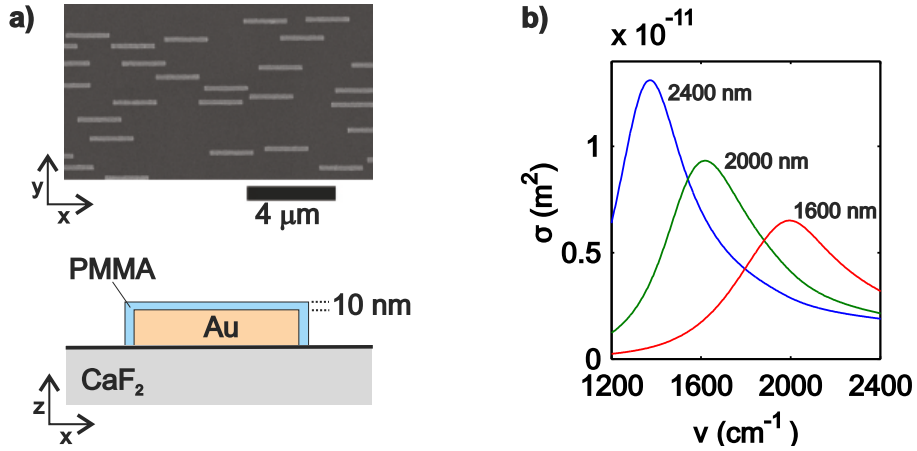 a)
y
x
4 μm
PMMA
10 nm
Au
CaF₂
z
x
b)
x 10⁻¹¹
2400 nm
2000 nm
1600 nm
1
0.5
0
σ (m²)
1200 1600 2000 2400
ν (cm⁻¹)